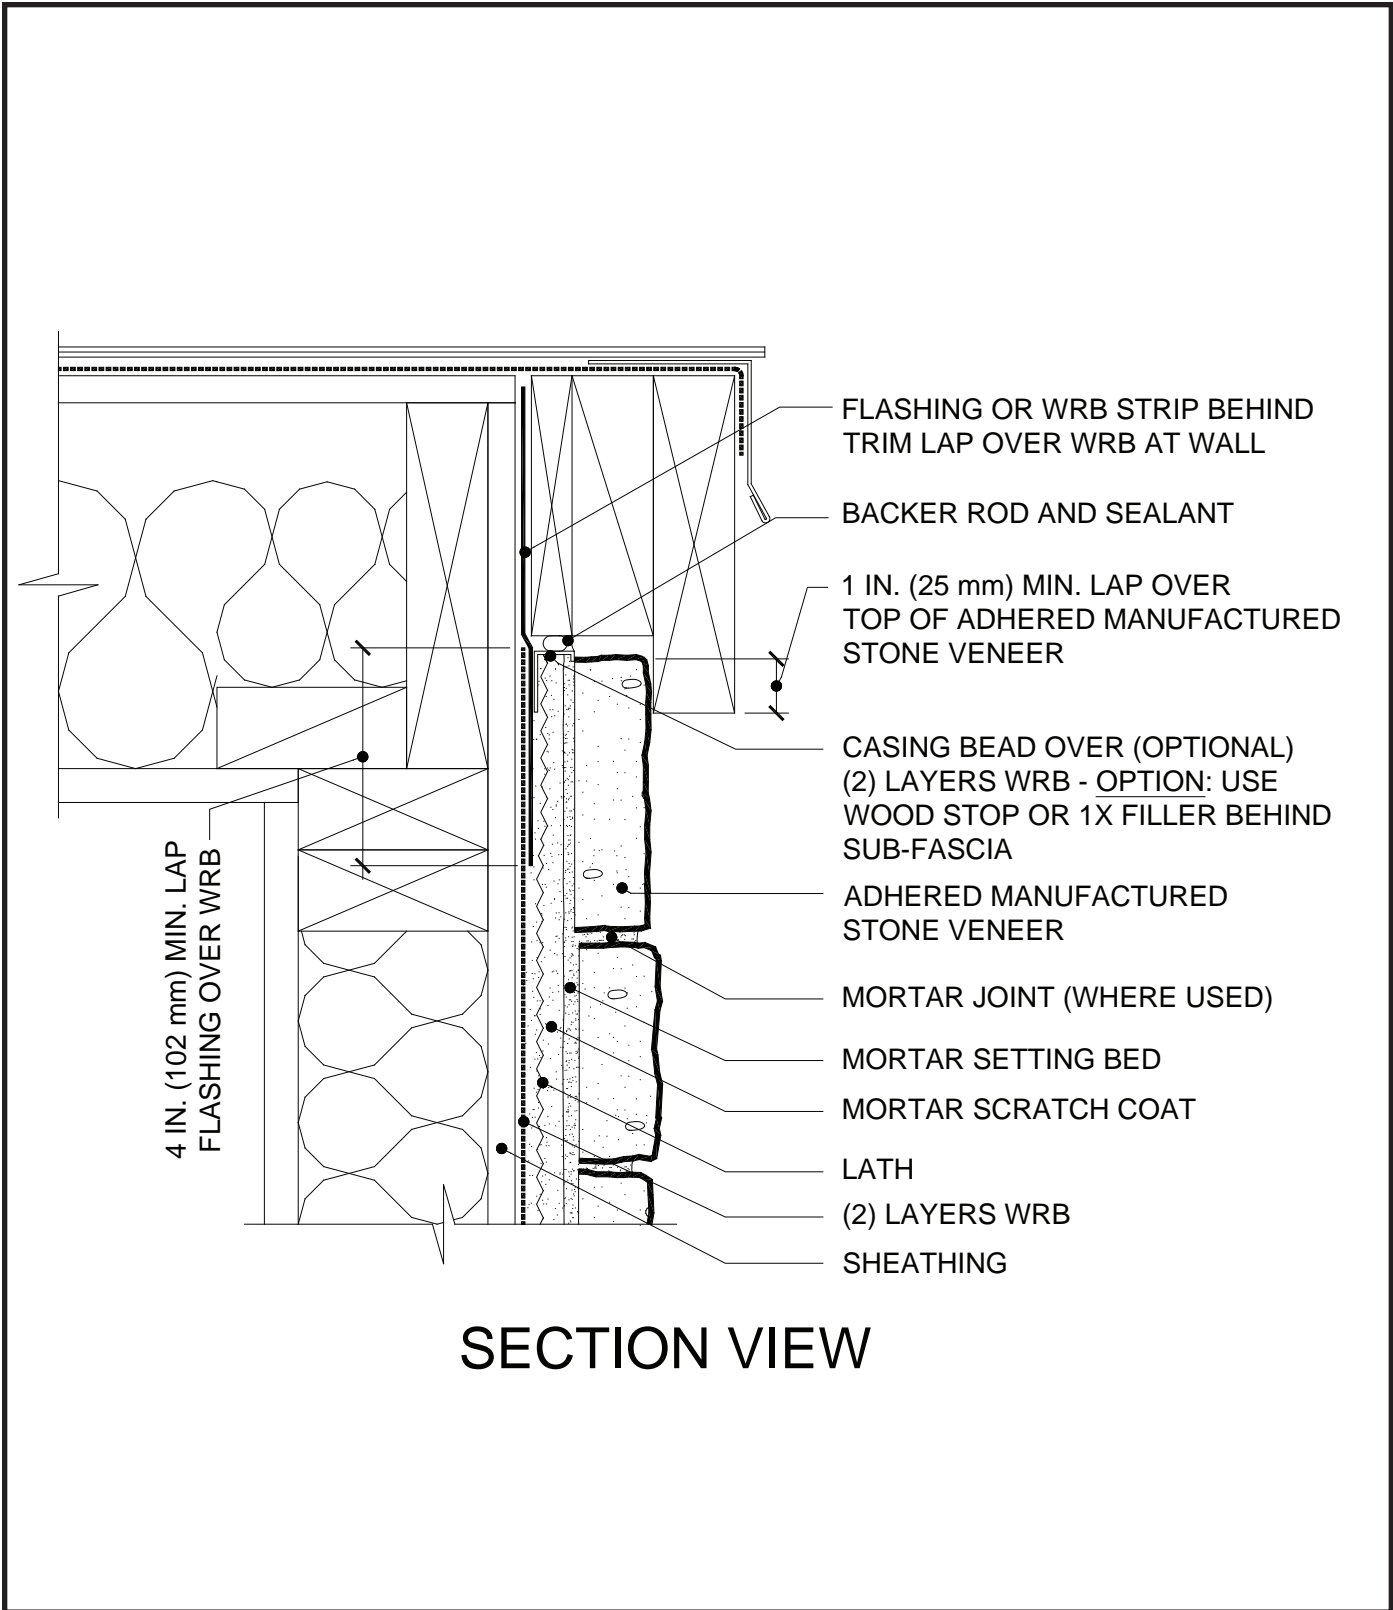 FLASHING OR WRB STRIP BEHIND
TRIM LAP OVER WRB AT WALL
BACKER ROD AND SEALANT
1 IN. (25 mm) MIN. LAP OVER
TOP OF ADHERED MANUFACTURED
STONE VENEER
CASING BEAD OVER (OPTIONAL)
(2) LAYERS WRB - OPTION: USE
WOOD STOP OR 1X FILLER BEHIND
SUB-FASCIA
ADHERED MANUFACTURED
STONE VENEER
MORTAR JOINT (WHERE USED)
MORTAR SETTING BED
MORTAR SCRATCH COAT
LATH
(2) LAYERS WRB
SHEATHING
4 IN. (102 mm) MIN. LAP
FLASHING OVER WRB
SECTION VIEW